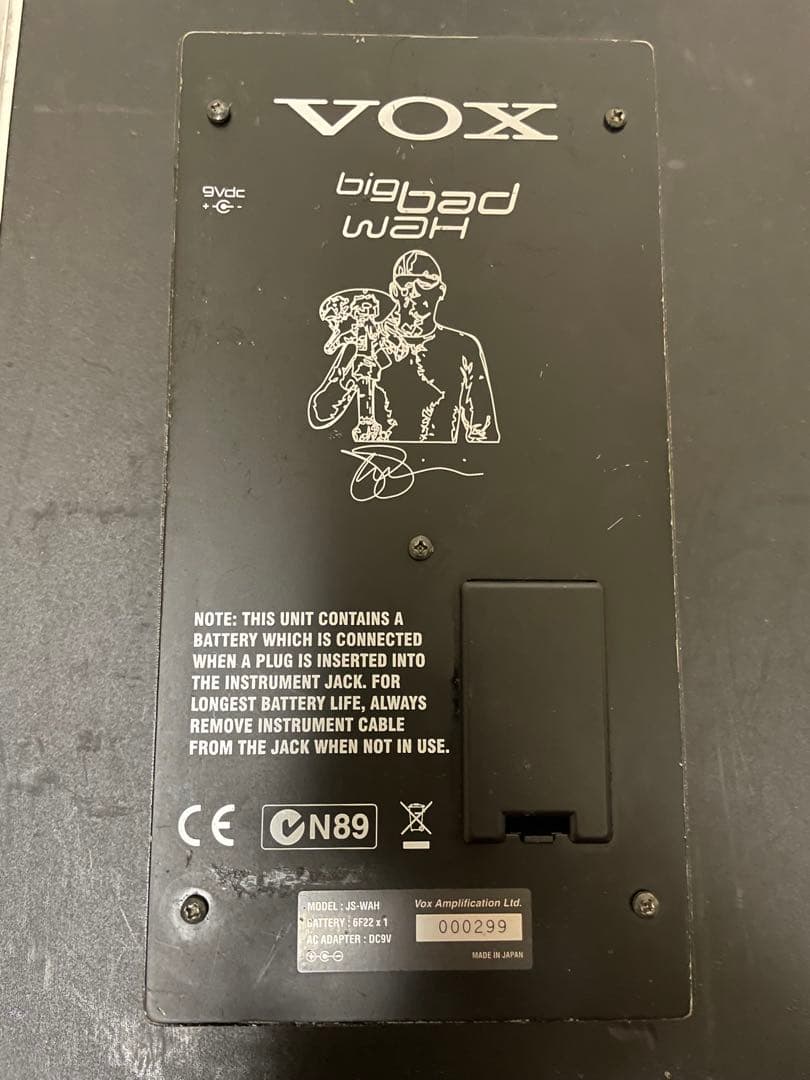 VOX
9Vdc
+ -
big bad
wah
NOTE: THIS UNIT CONTAINS A
BATTERY WHICH IS CONNECTED
WHEN A PLUG IS INSERTED INTO
THE INSTRUMENT JACK. FOR
LONGEST BATTERY LIFE, ALWAYS
REMOVE INSTRUMENT CABLE
FROM THE JACK WHEN NOT IN USE.
CE N89
MODEL : JS-WAH
BATTERY : 6F22 x 1
AC ADAPTER : DC9V
Vox Amplification Ltd.
000299
MADE IN JAPAN